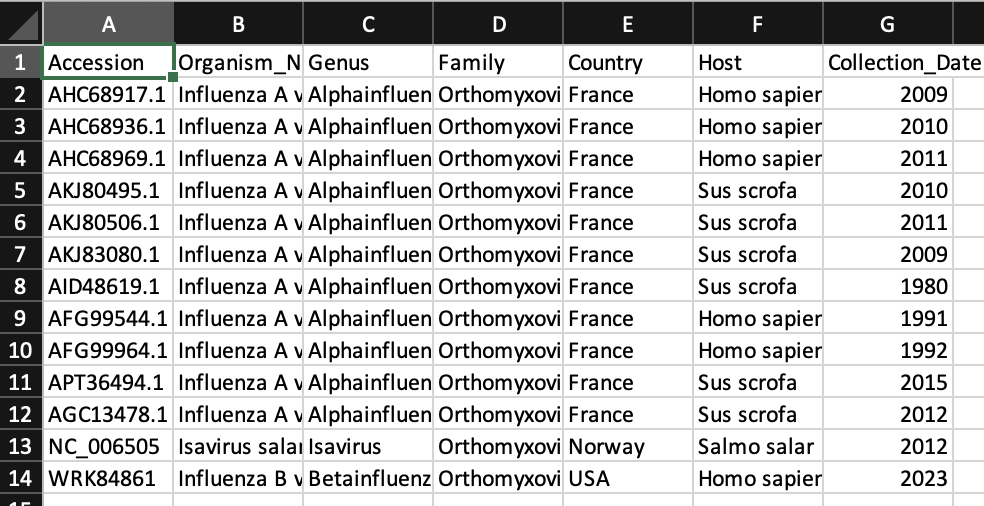 A B C D E F G
1 Accession Organism_N Genus Family Country Host Collection_Date
2 AHC68917.1 Influenza A v Alphainfluen Orthomyxovi France Homo sapier 2009
3 AHC68936.1 Influenza A v Alphainfluen Orthomyxovi France Homo sapier 2010
4 AHC68969.1 Influenza A v Alphainfluen Orthomyxovi France Homo sapier 2011
5 AKJ80495.1 Influenza A v Alphainfluen Orthomyxovi France Sus scrofa 2010
6 AKJ80506.1 Influenza A v Alphainfluen Orthomyxovi France Sus scrofa 2011
7 AKJ83080.1 Influenza A v Alphainfluen Orthomyxovi France Sus scrofa 2009
8 AID48619.1 Influenza A v Alphainfluen Orthomyxovi France Sus scrofa 1980
9 AFG99544.1 Influenza A v Alphainfluen Orthomyxovi France Homo sapier 1991
10 AFG99964.1 Influenza A v Alphainfluen Orthomyxovi France Homo sapier 1992
11 APT36494.1 Influenza A v Alphainfluen Orthomyxovi France Sus scrofa 2015
12 AGC13478.1 Influenza A v Alphainfluen Orthomyxovi France Sus scrofa 2012
13 NC_006505 Isavirus salar Isavirus Orthomyxovi Norway Salmo salar 2012
14 WRK84861 Influenza B v Betainfluenz Orthomyxovi USA Homo sapier 2023